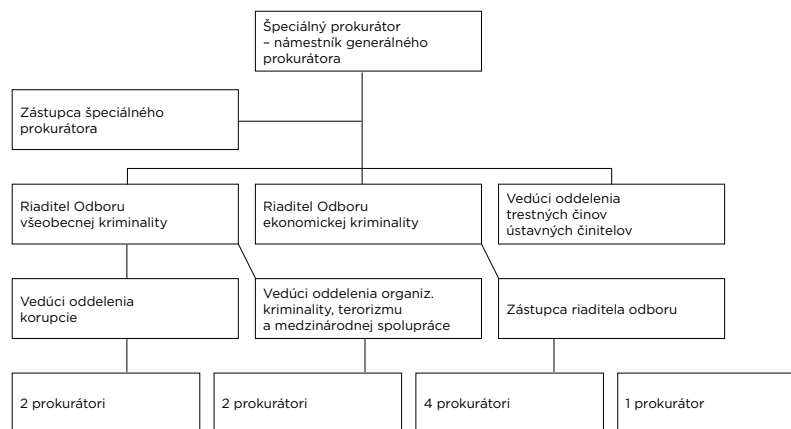 Špeciálný prokurátor
– námestník generálneho
prokurátora
Zástupca špeciálneho
prokurátora
Riaditel Odboru
všeobecnej kriminality
Riaditel Odboru
ekonomickej kriminality
Vedúci oddelenia
trestných činov
ústavných činitelov
Vedúci oddelenia
korupcie
Vedúci oddelenia organiz.
kriminality, terorizmu
a medzinárodnej spolupráce
Zástupca riaditela odboru
2 prokurátori
2 prokurátori
4 prokurátori
1 prokurátor